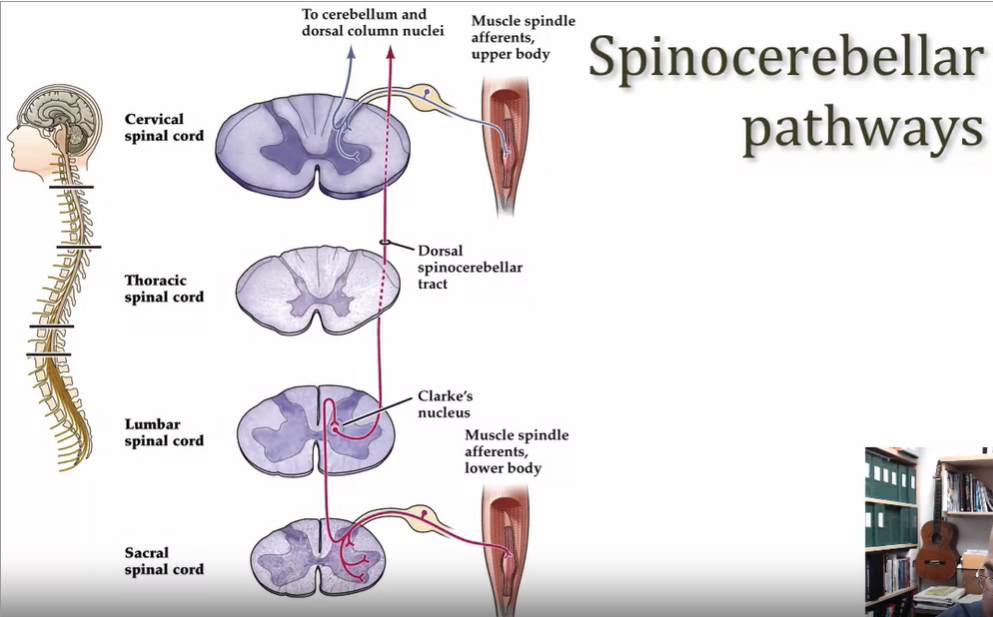 Spinocerebellar
pathways
To cerebellum and
dorsal column nuclei
Muscle spindle
afferents,
upper body
Cervical
spinal cord
Dorsal
spinocerebellar
tract
Thoracic
spinal cord
Clarke's
nucleus
Lumbar
spinal cord
Muscle spindle
afferents,
lower body
Sacral
spinal cord